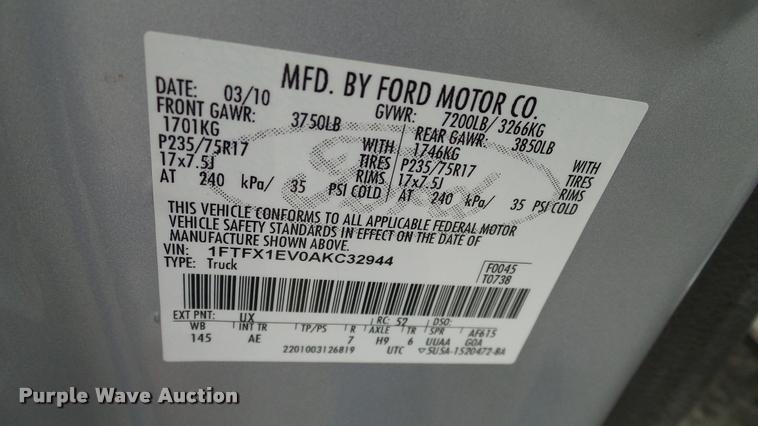 MFD. BY FORD MOTOR CO.
DATE: 03/10 GVWR: 7200LB/ 3266KG
FRONT GAWR: 3750LB REAR GAWR: 3850LB
1701KG WITH 1746KG WITH
P235/75R17 TIRES P235/75R17 TIRES
17x7.5J RIMS 17x7.5J RIMS
AT 240 kPa/ 35 PSI COLD AT 240 kPa/ 35 PSI COLD
Ford
THIS VEHICLE CONFORMS TO ALL APPLICABLE FEDERAL MOTOR
VEHICLE SAFETY STANDARDS IN EFFECT ON THE DATE OF
MANUFACTURE SHOWN ABOVE.
VIN: 1FTFX1EV0AKC32944
TYPE: Truck
F0045
T0738
EXT PNT: UX RC: 52 DSO:
WB INT TR TP/PS R AXLE TR SPR AF615
145 AE 7 H9 6 UUAA GOA
2201003126819 UTC ▽5U5A-1520472-BA
Purple Wave Auction